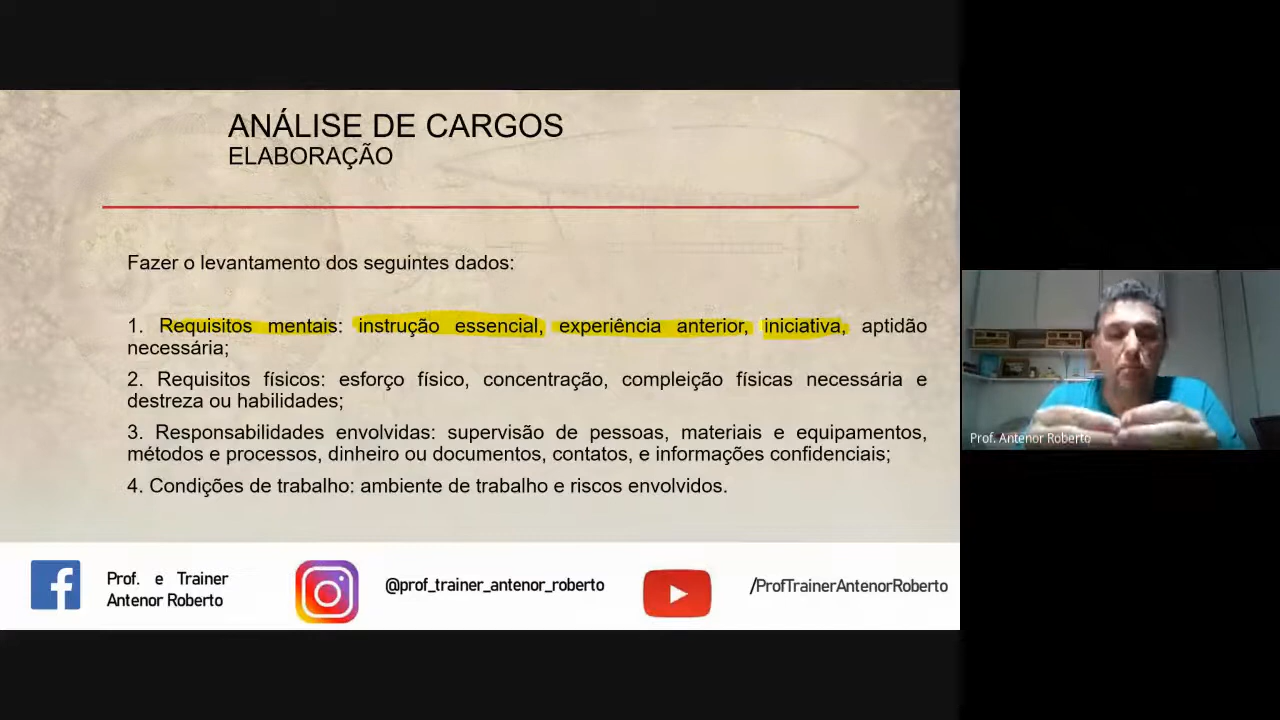 ANÁLISE DE CARGOS
ELABORAÇÃO
Fazer o levantamento dos seguintes dados:
1. Requisitos mentais: instrução essencial, experiência anterior, iniciativa, aptidão
necessária;
2. Requisitos físicos: esforço físico, concentração, compleição físicas necessária e
destreza ou habilidades;
3. Responsabilidades envolvidas: supervisão de pessoas, materiais e equipamentos,
métodos e processos, dinheiro ou documentos, contatos, e informações confidenciais;
4. Condições de trabalho: ambiente de trabalho e riscos envolvidos.
Prof. e Trainer
Antenor Roberto
@prof_trainer_antenor_roberto
/ProfTrainerAntenorRoberto
Prof. Antenor Roberto